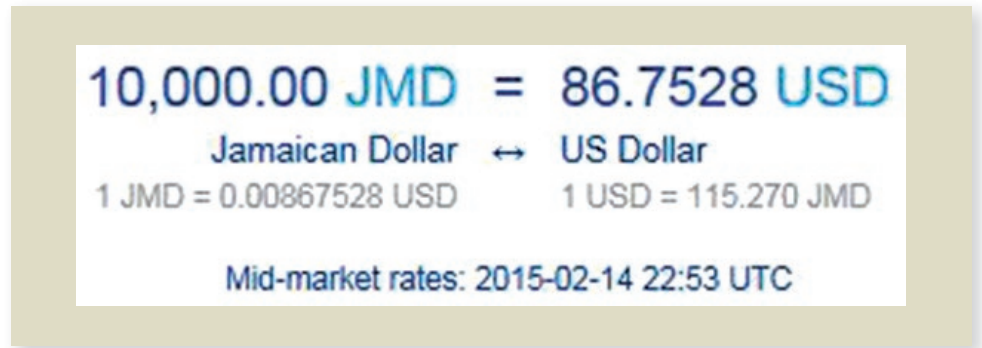 10,000.00 JMD = 86.7528 USD
Jamaican Dollar ↔ US Dollar
1 JMD = 0.00867528 USD 1 USD = 115.270 JMD
Mid-market rates: 2015-02-14 22:53 UTC